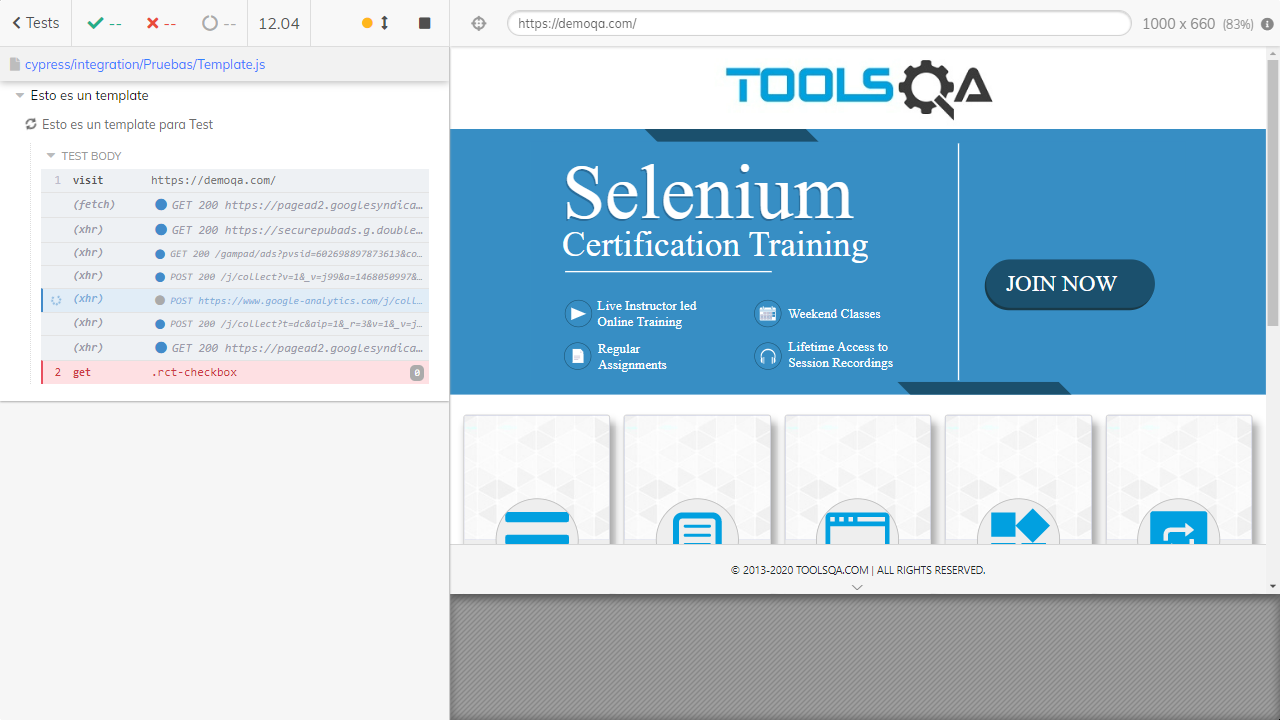 Tests
--
--
--
12.04
https://demoqa.com/
1000 x 660 (83%)
cypress/integration/Pruebas/Template.js
Esto es un template
Esto es un template para Test
TEST BODY
1 visit https://demoqa.com/
(fetch) GET 200 https://pagead2.googlesyndica...
(xhr) GET 200 https://securepubads.g.double...
(xhr) GET 200 /gampad/ads?pvsid=602698897873613&co...
(xhr) POST 200 /j/collect?v=1&_v=j99&a=1468050997&...
(xhr) POST https://www.google-analytics.com/j/coll...
(xhr) POST 200 /j/collect?t=dc&aip=1&_r=3&v=1&_v=j...
(xhr) GET 200 https://pagead2.googlesyndica...
2 get .rct-checkbox 0
TOOLSQA
Selenium
Certification Training
Live Instructor led
Online Training
Weekend Classes
Regular
Assignments
Lifetime Access to
Session Recordings
JOIN NOW
© 2013-2020 TOOLSQA.COM | ALL RIGHTS RESERVED.